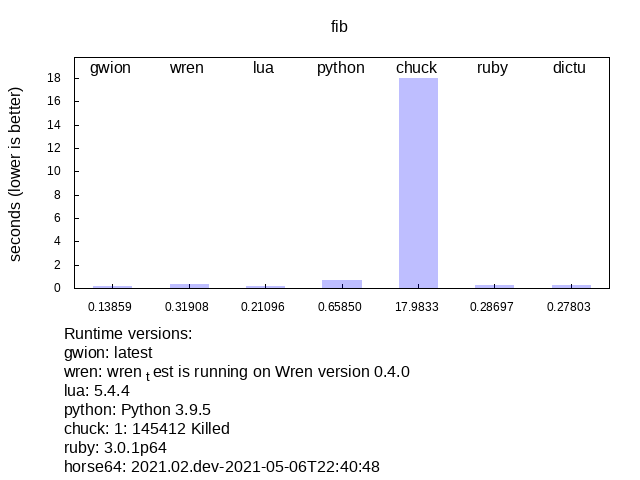 fib
gwion wren lua python chuck ruby dictu
seconds (lower is better)
18
16
14
12
10
8
6
4
2
0
0.13859 0.31908 0.21096 0.65850 17.9833 0.28697 0.27803
Runtime versions:
gwion: latest
wren: wren test is running on Wren version 0.4.0
lua: 5.4.4
python: Python 3.9.5
chuck: 1: 145412 Killed
ruby: 3.0.1p64
horse64: 2021.02.dev-2021-05-06T22:40:48